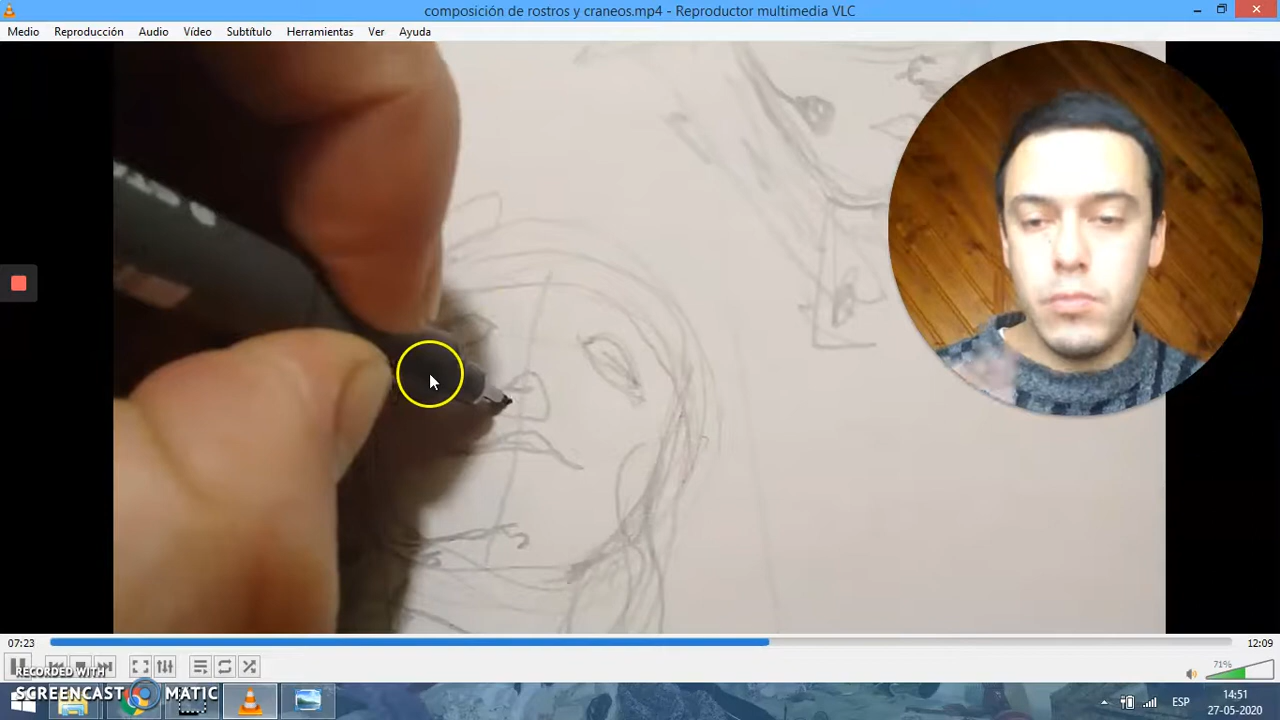 composición de rostros y craneos.mp4 - Reproductor multimedia VLC
Medio Reproducción Audio Vídeo Subtítulo Herramientas Ver Ayuda
07:23
12:09
71%
RECORDED WITH
SCREENCAST MATIC
ESP
14:51
27-05-2020